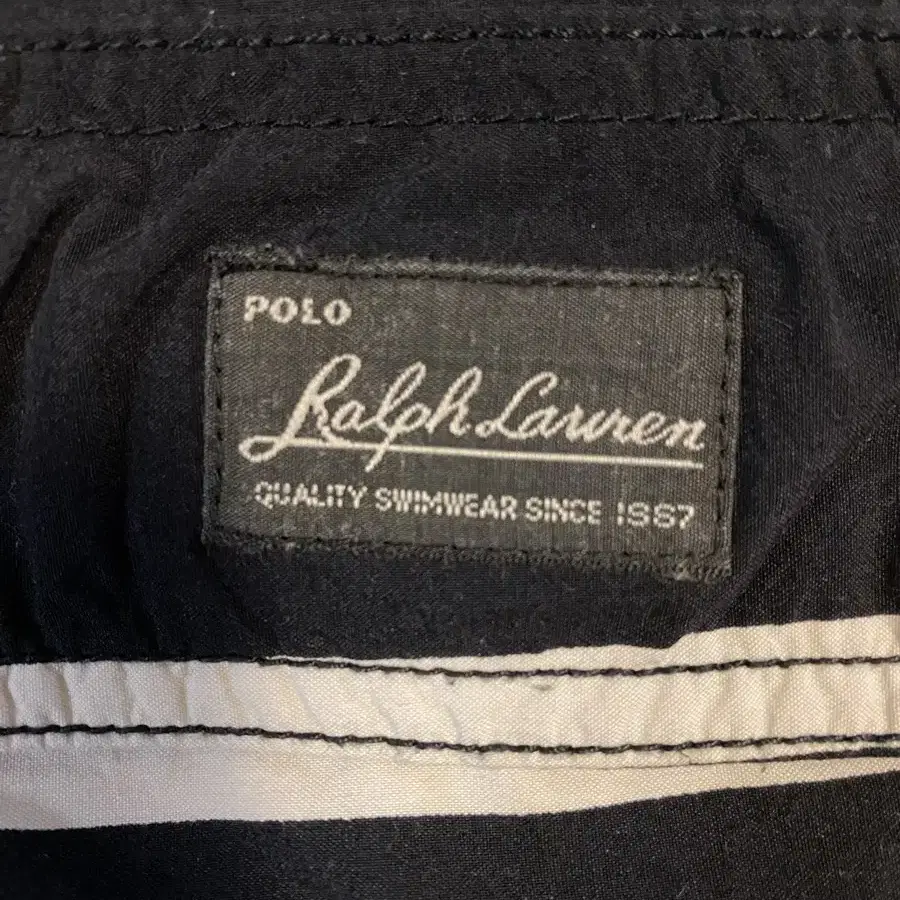 POLO
Ralph Lauren
QUALITY SWIMWEAR SINCE 1967